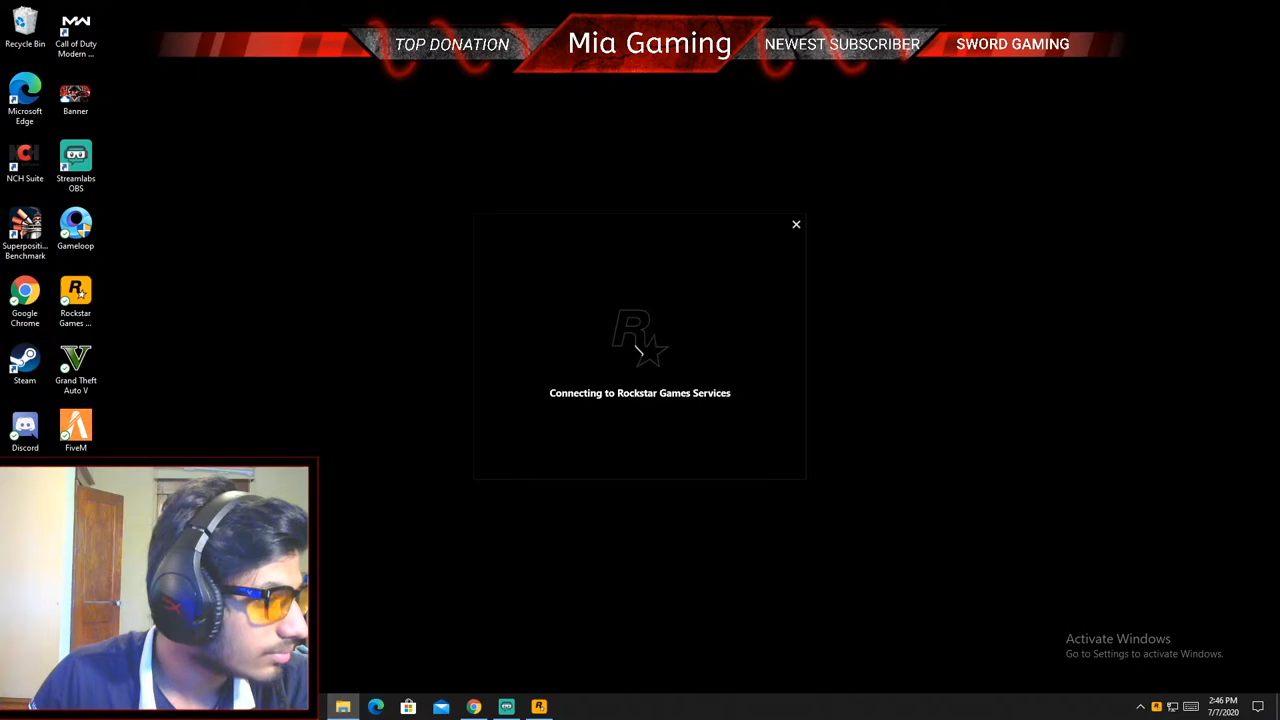 TOP DONATION
Mia Gaming
NEWEST SUBSCRIBER
SWORD GAMING
Recycle Bin
Call of Duty
Modern ...
Microsoft
Edge
Banner
NCH
NCH Suite
Streamlabs
OBS
Superpositi...
Benchmark
Gameloop
Google
Chrome
Rockstar
Games ...
Steam
Grand Theft
Auto V
Discord
FiveM
Connecting to Rockstar Games Services
Activate Windows
Go to Settings to activate Windows.
2:46 PM
7/7/2020